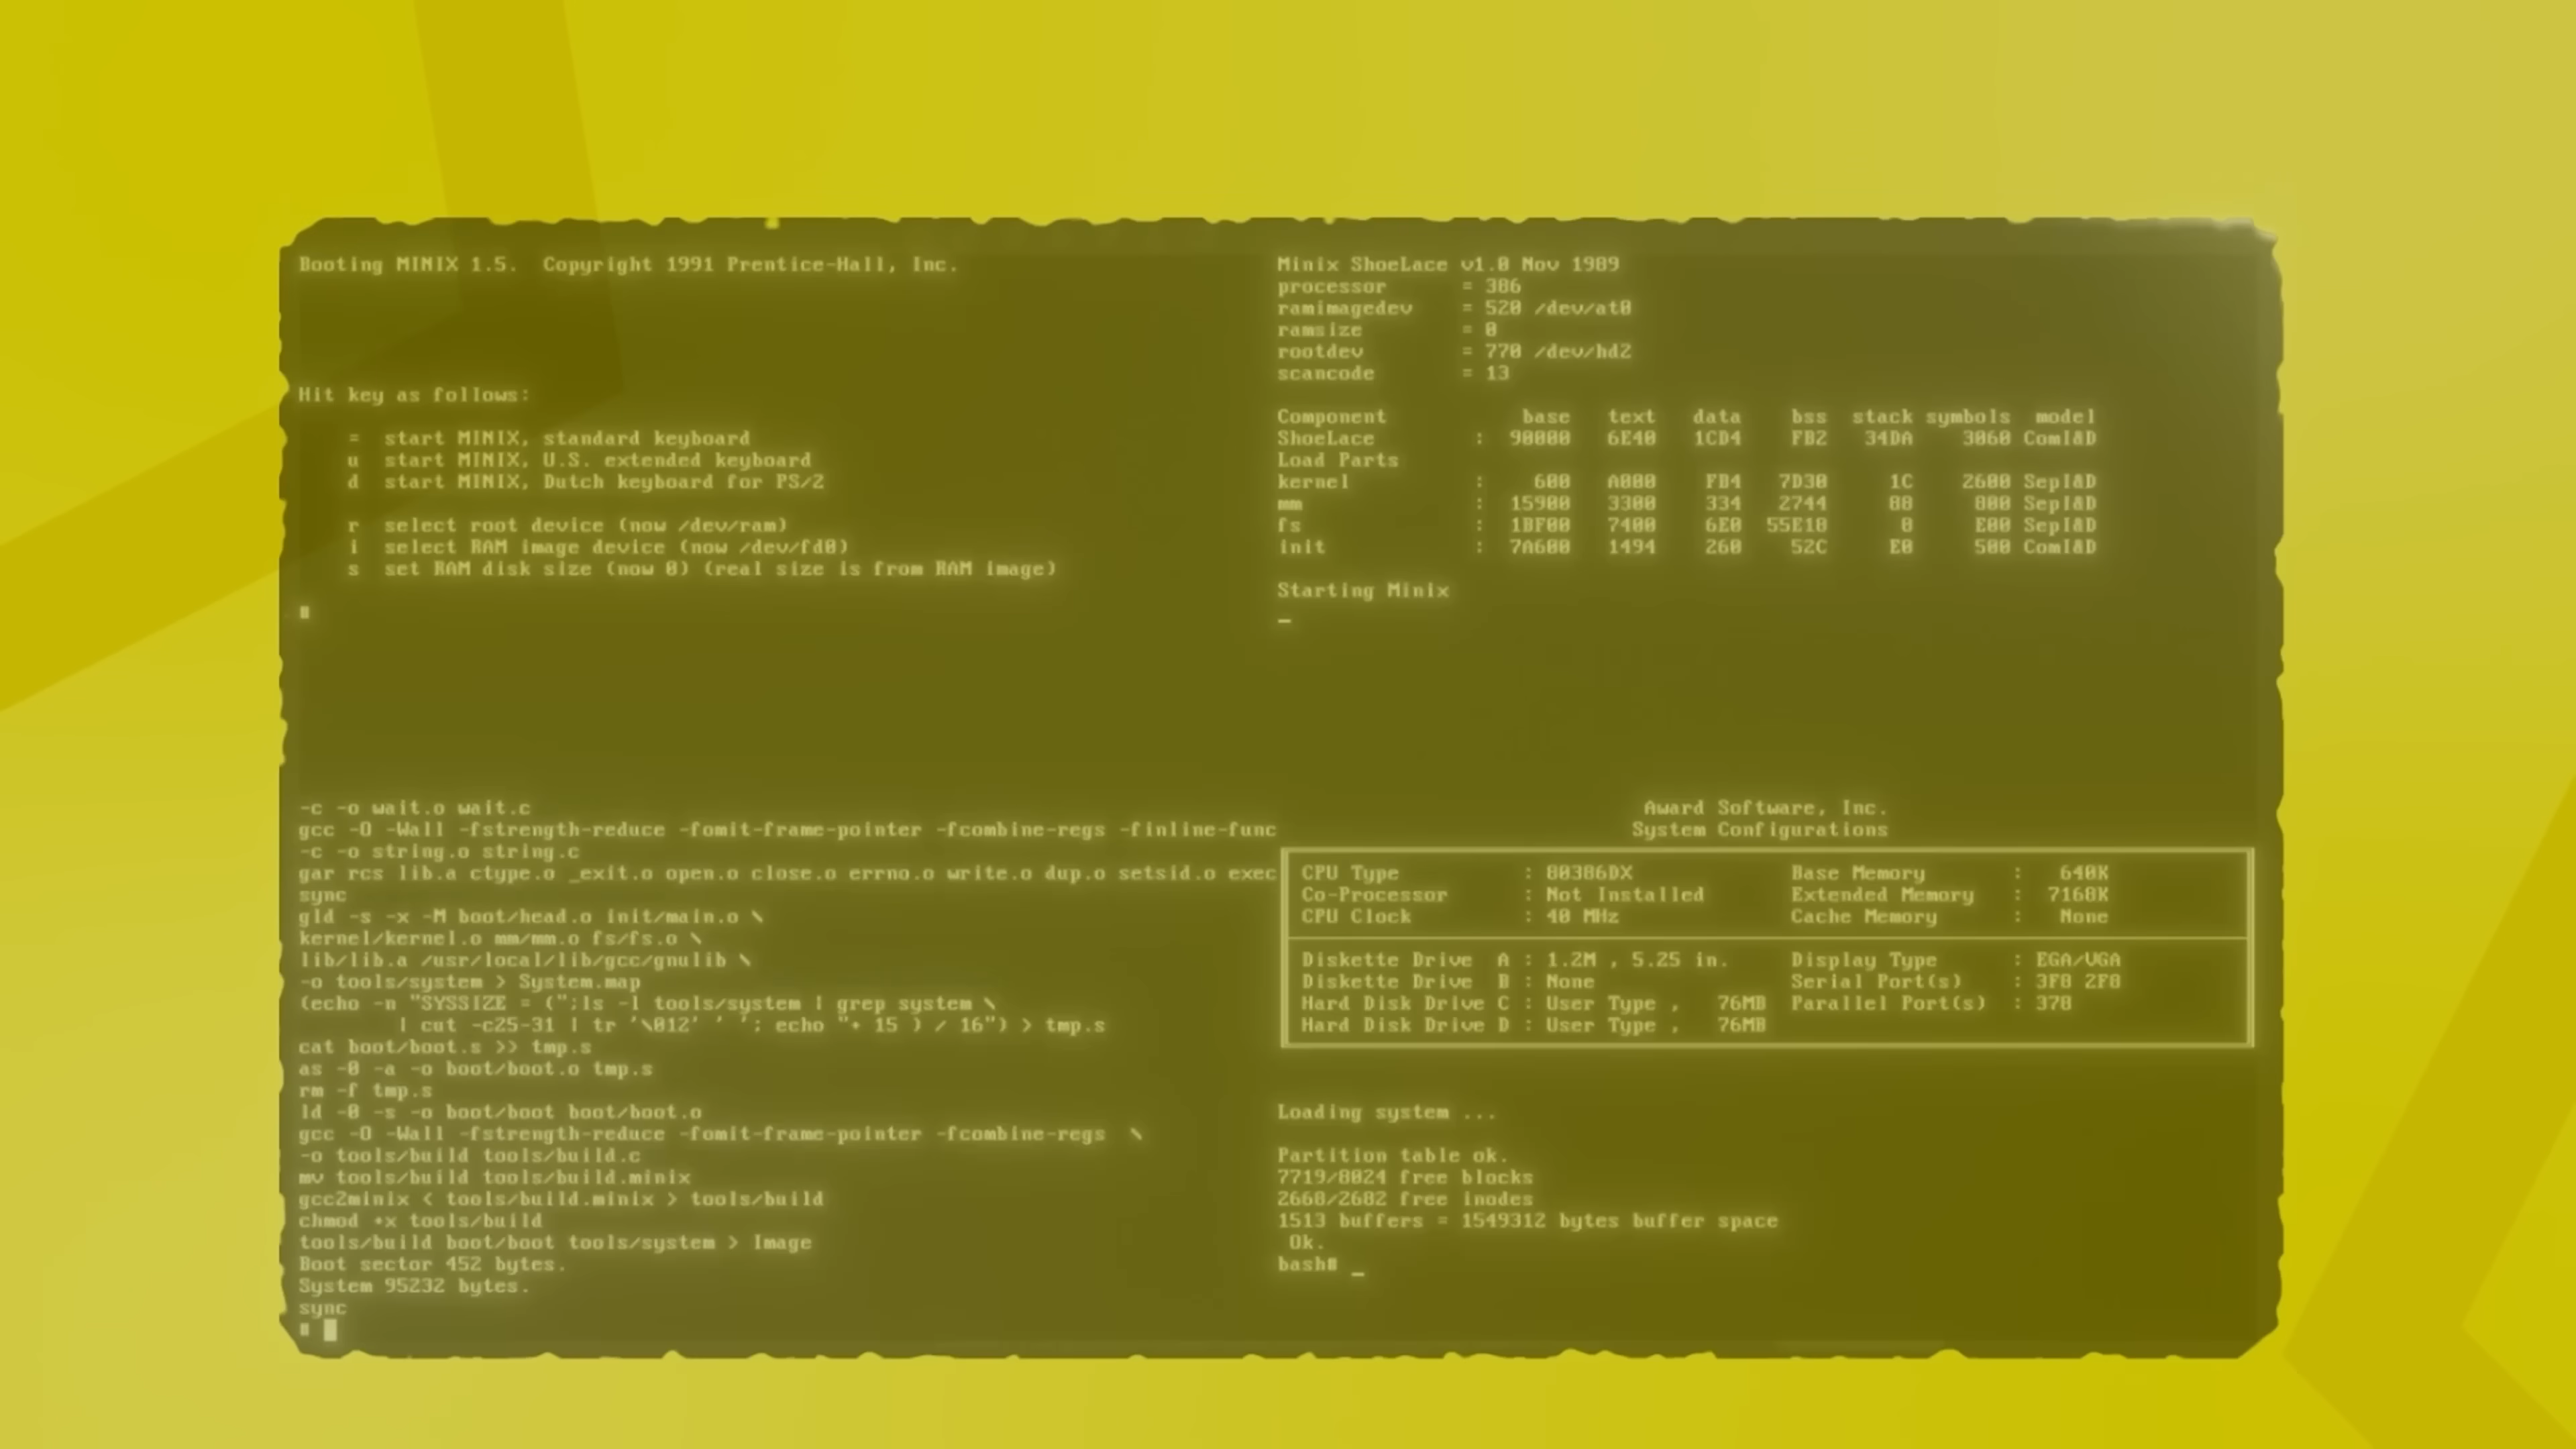 Booting MINIX 1.5.  Copyright 1991 Prentice-Hall, Inc.
Hit key as follows:
=  start MINIX, standard keyboard
u  start MINIX, U.S. extended keyboard
d  start MINIX, Dutch keyboard for PS/2
r  select root device (now /dev/ram)
i  select RAM image device (now /dev/fd0)
s  set RAM disk size (now 0) (real size is from RAM image)
#
Minix ShoeLace v1.0 Nov 1989
processor = 386
ramimagedev = 520 /dev/at0
ramsize = 0
rootdev = 770 /dev/hd2
scancode = 13
Component base text data bss stack symbols model
ShoeLace : 90000 6E40 1CD4 FB2 34DA 3060 ComI&D
Load Parts
kernel : 600 A000 FB4 7D30 1C 2600 SepI&D
mm : 15900 3300 334 2744 88 800 SepI&D
fs : 1BF00 7400 6E0 55E18 8 E00 SepI&D
init : 7A600 1494 260 52C E0 500 ComI&D
Starting Minix
_
-c -o wait.o wait.c
gcc -O -Wall -fstrength-reduce -fomit-frame-pointer -fcombine-regs -finline-func
-c -o string.o string.c
gar rcs lib.a ctype.o _exit.o open.o close.o errno.o write.o dup.o setsid.o exec
sync
gld -s -x -M boot/head.o init/main.o \
kernel/kernel.o mm/mm.o fs/fs.o \
lib/lib.a /usr/local/lib/gcc/gnulib \
-o tools/system > System.map
(echo -n "SYSSIZE = (";ls -l tools/system | grep system \
| cut -c25-31 | tr '\012' ' '; echo "+ 15 ) / 16") > tmp.s
cat boot/boot.s >> tmp.s
as -0 -a -o boot/boot.o tmp.s
rm -f tmp.s
ld -0 -s -o boot/boot boot/boot.o
gcc -O -Wall -fstrength-reduce -fomit-frame-pointer -fcombine-regs  \
-o tools/build tools/build.c
mv tools/build tools/build.minix
gcc2minix < tools/build.minix > tools/build
chmod +x tools/build
tools/build boot/boot tools/system > Image
Boot sector 452 bytes.
System 95232 bytes.
sync
#
Award Software, Inc.
System Configurations
CPU Type : 80386DX Base Memory : 640K
Co-Processor : Not Installed Extended Memory : 7168K
CPU Clock : 40 MHz Cache Memory : None
Diskette Drive A : 1.2M , 5.25 in. Display Type : EGA/VGA
Diskette Drive B : None Serial Port(s) : 3F8 2F8
Hard Disk Drive C : User Type , 76MB Parallel Port(s) : 378
Hard Disk Drive D : User Type , 76MB
Loading system ...
Partition table ok.
7719/8024 free blocks
2668/2682 free inodes
1513 buffers = 1549312 bytes buffer space
Ok.
bash# _